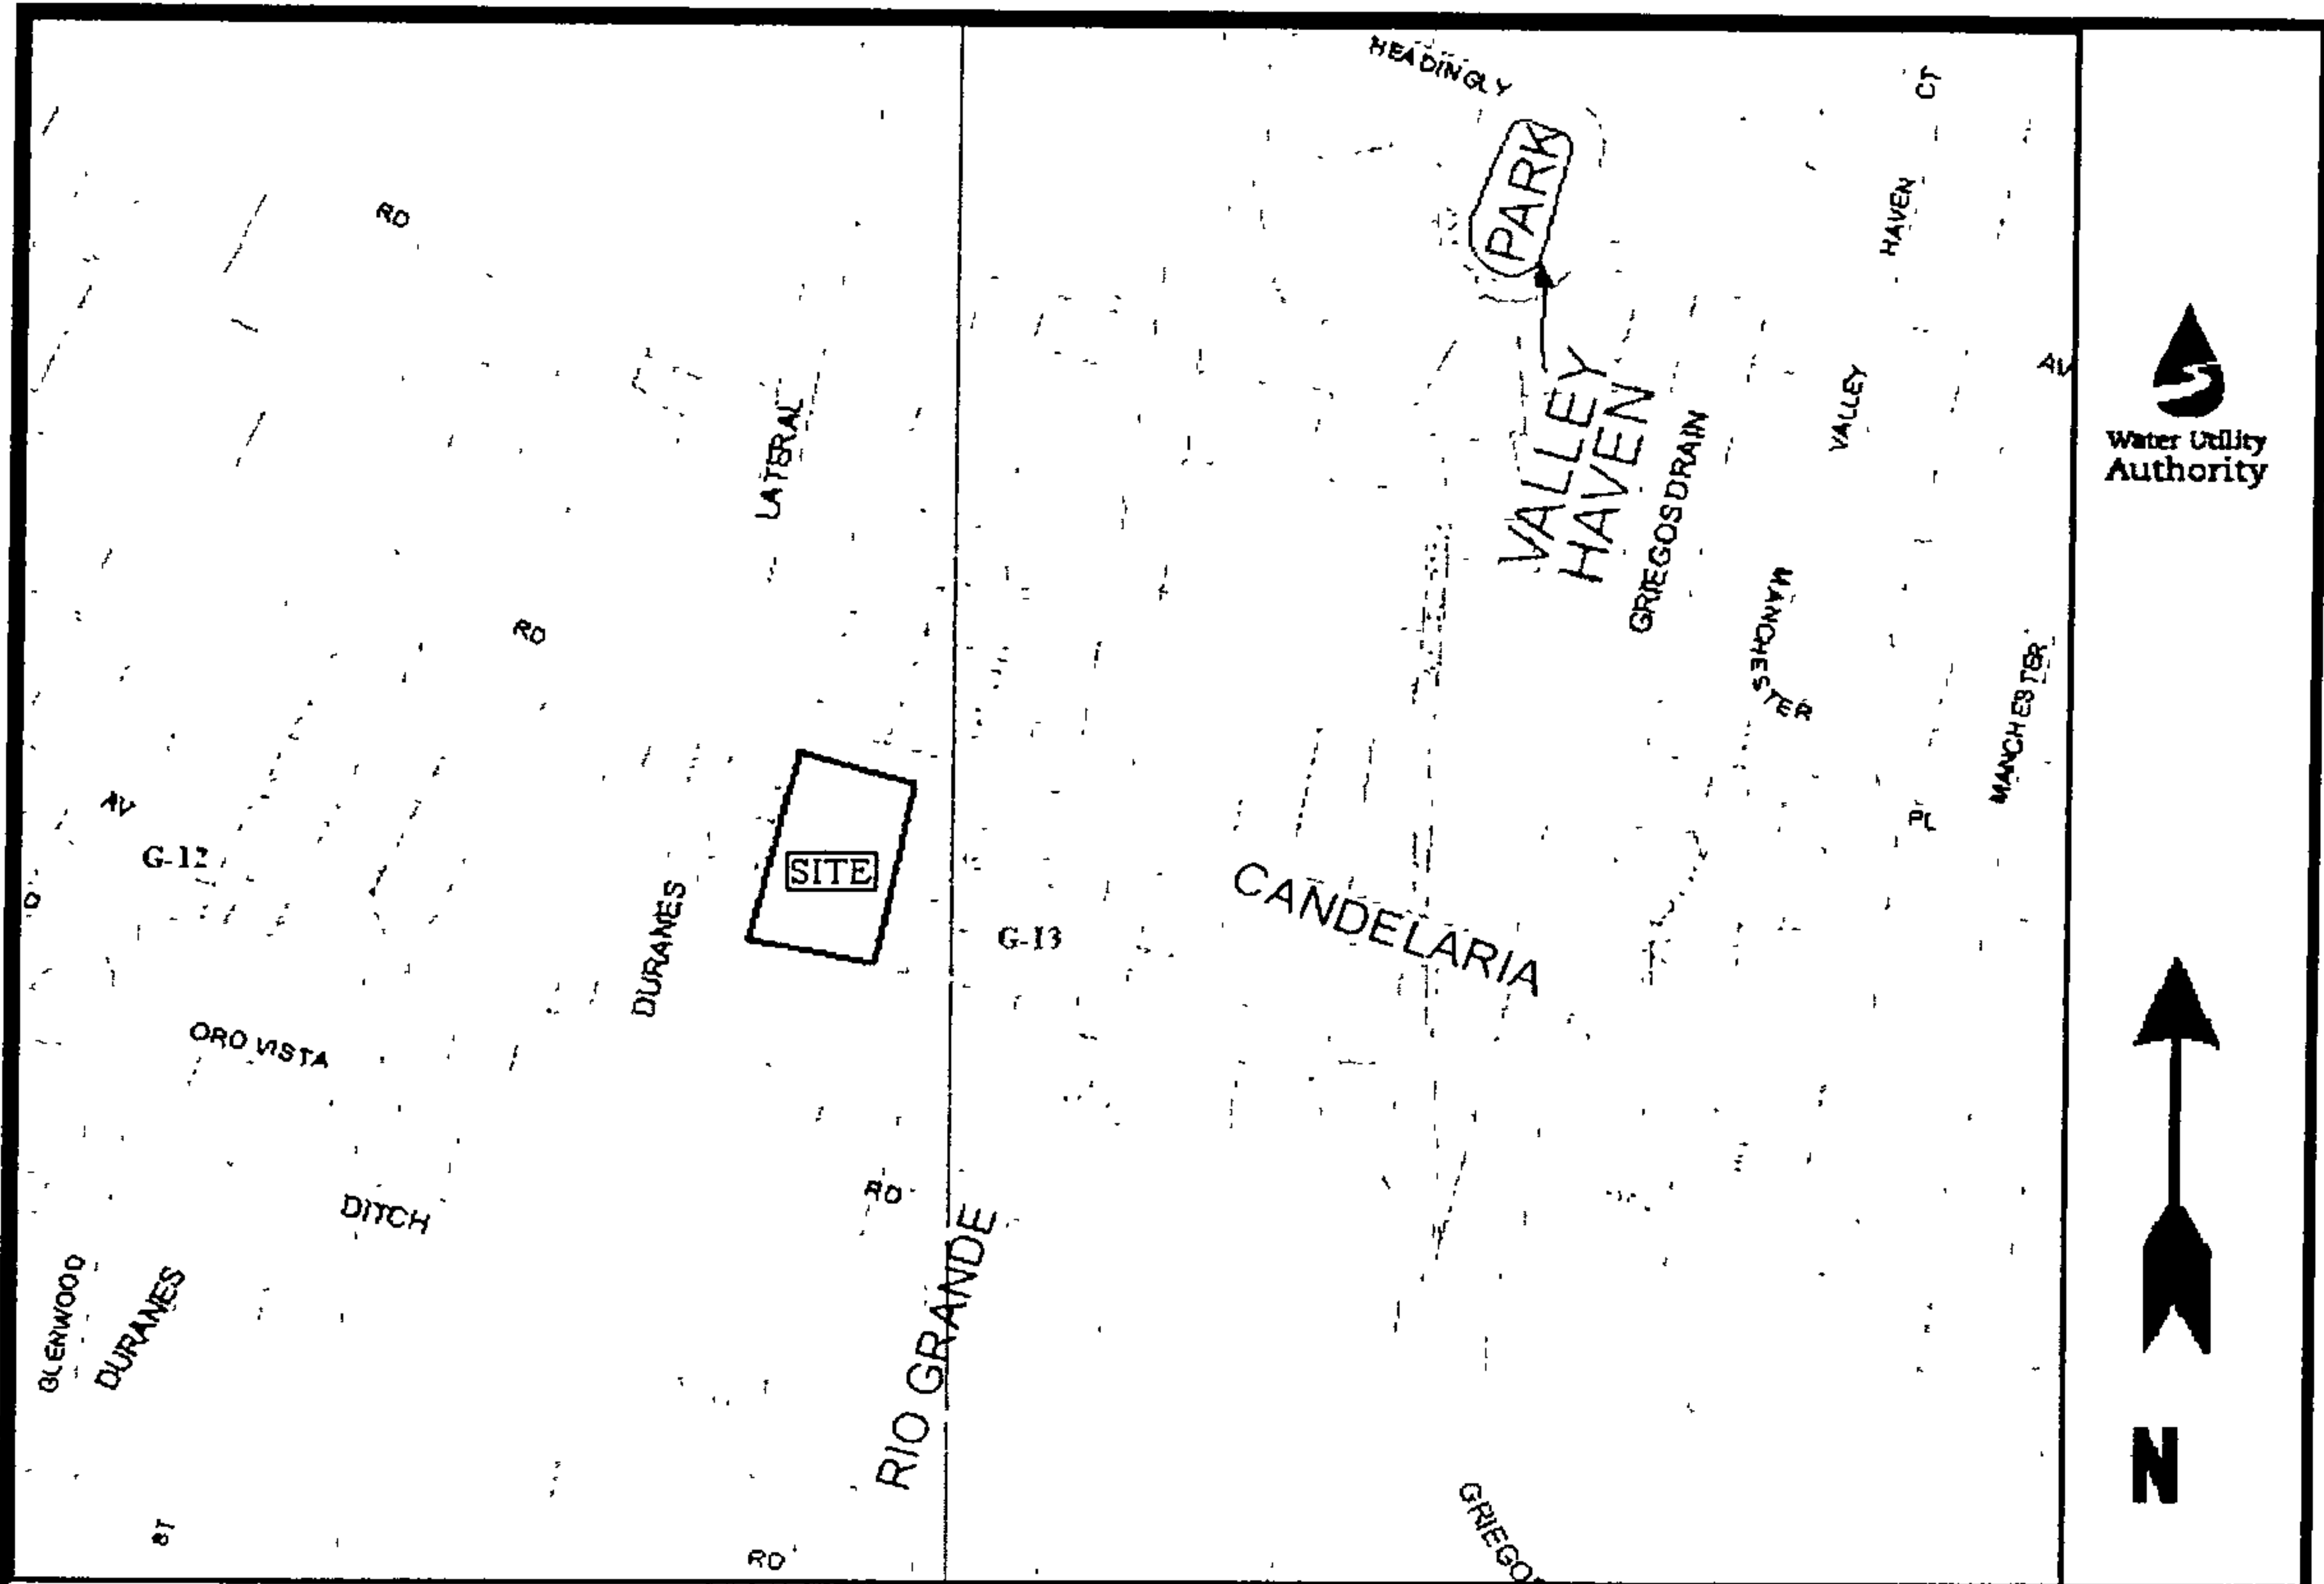 HEADINGLY
CT
PARK
HAVEN
RD
AV
VALLEY
HAVEN
VALLEY
LATERAL
GRIEGOS DRAIN
Water Utility
Authority
MANCHESTER
RD
MANCHESTER
AV
PL
G-12
SITE
CANDELARIA
DURANES
G-13
ORO VISTA
RD
DITCH
RIO GRANDE
GLENWOOD
DURANES
N
ST
RD
GRIEGO